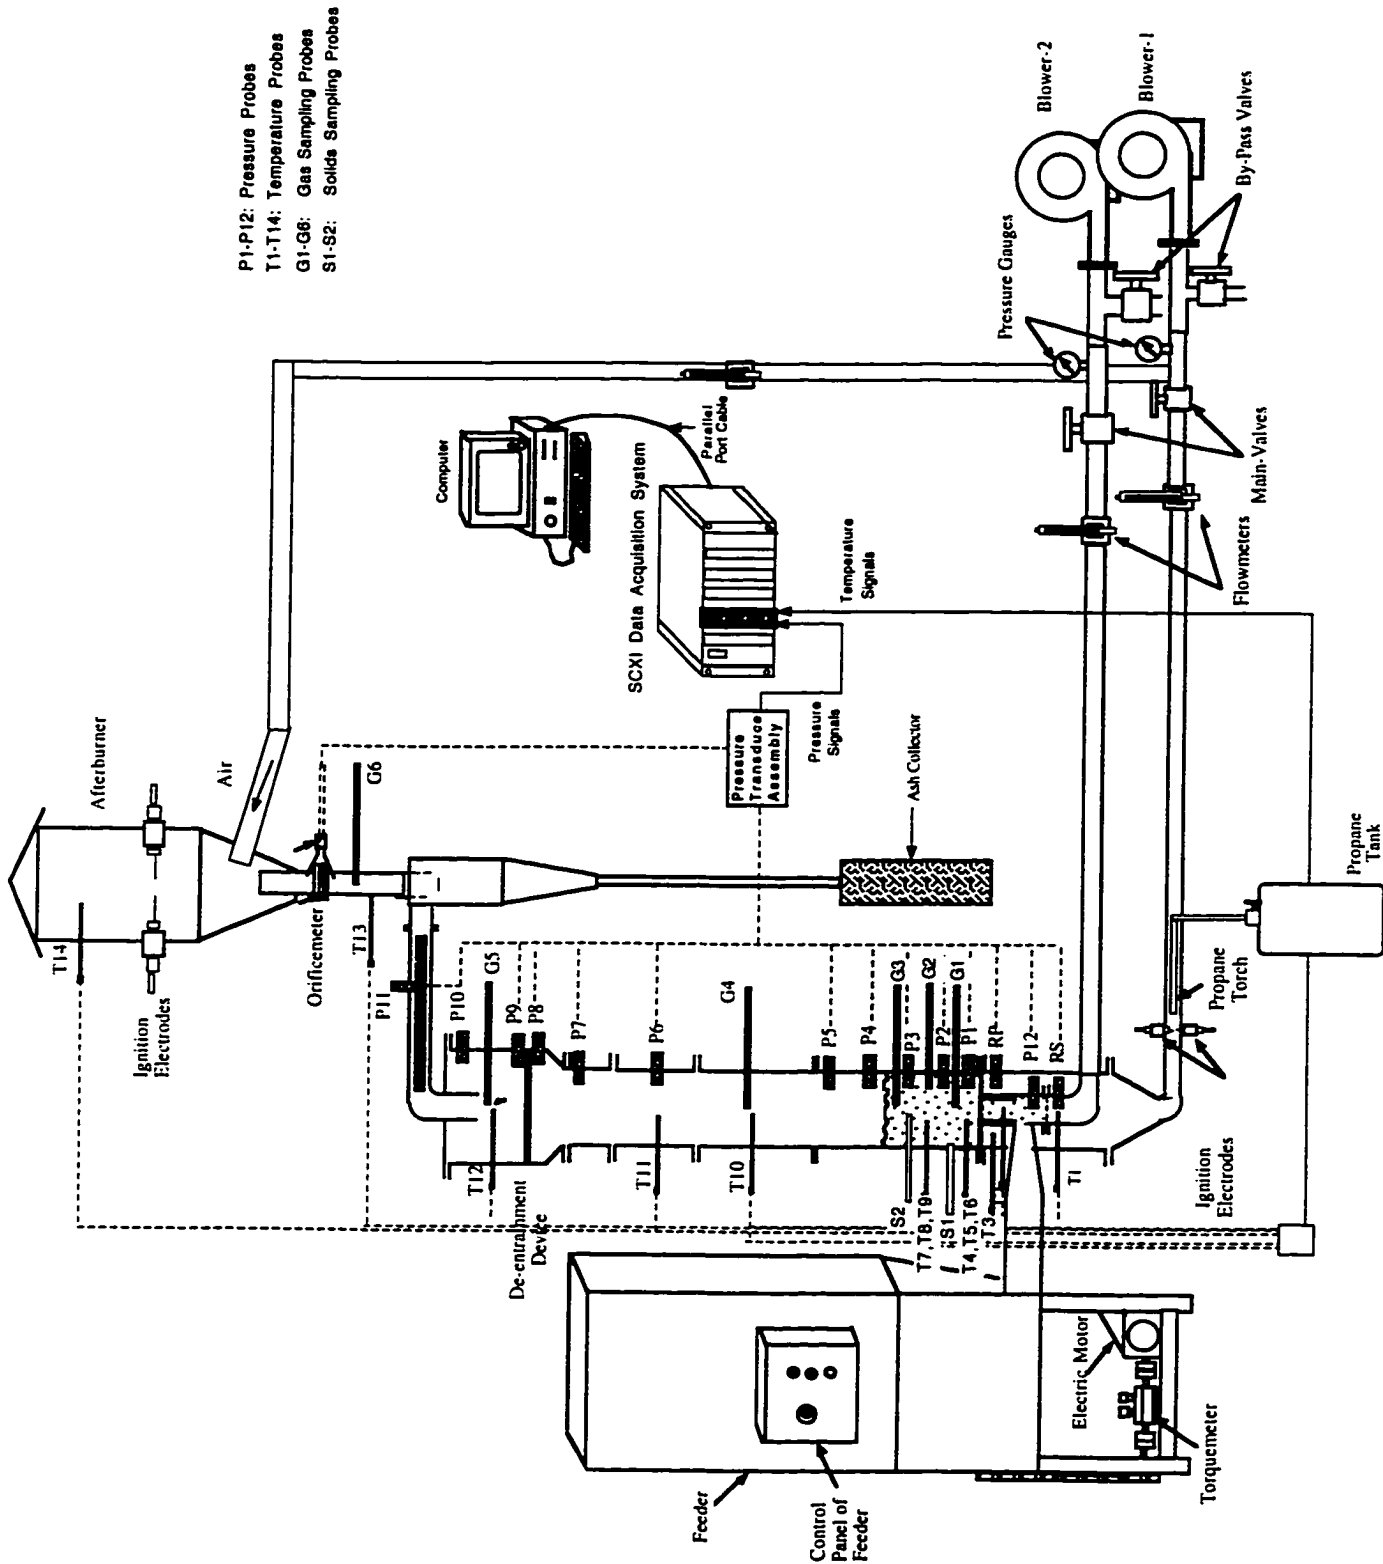 P1-P12: Pressure Probes
T1-T14: Temperature Probes
G1-G6: Gas Sampling Probes
S1-S2: Solids Sampling Probes
Afterburner
T14
Ignition
Electrodes
Air
Orificemeter
G6
T13
P11
P10
G5
P9
P8
T12
De-entrainment
Device
P7
P6
T11
G4
T10
P5
P4
G3
P3
G2
P2
G1
P1
RP
P12
RS
S2
T7,T8,T9
S1
T4,T5,T6
T3
T1
Computer
Parallel
Port Cable
SCXI Data Acquisition System
Temperature
Signals
Pressure
Signals
Pressure
Transduce
Assembly
Ash Collector
Blower-2
Blower-1
By-Pass Valves
Pressure Gauges
Main-Valves
Flowmeters
Propane
Tank
Propane
Torch
Ignition
Electrodes
Feeder
Control
Panel of
Feeder
Electric Motor
Torquemeter